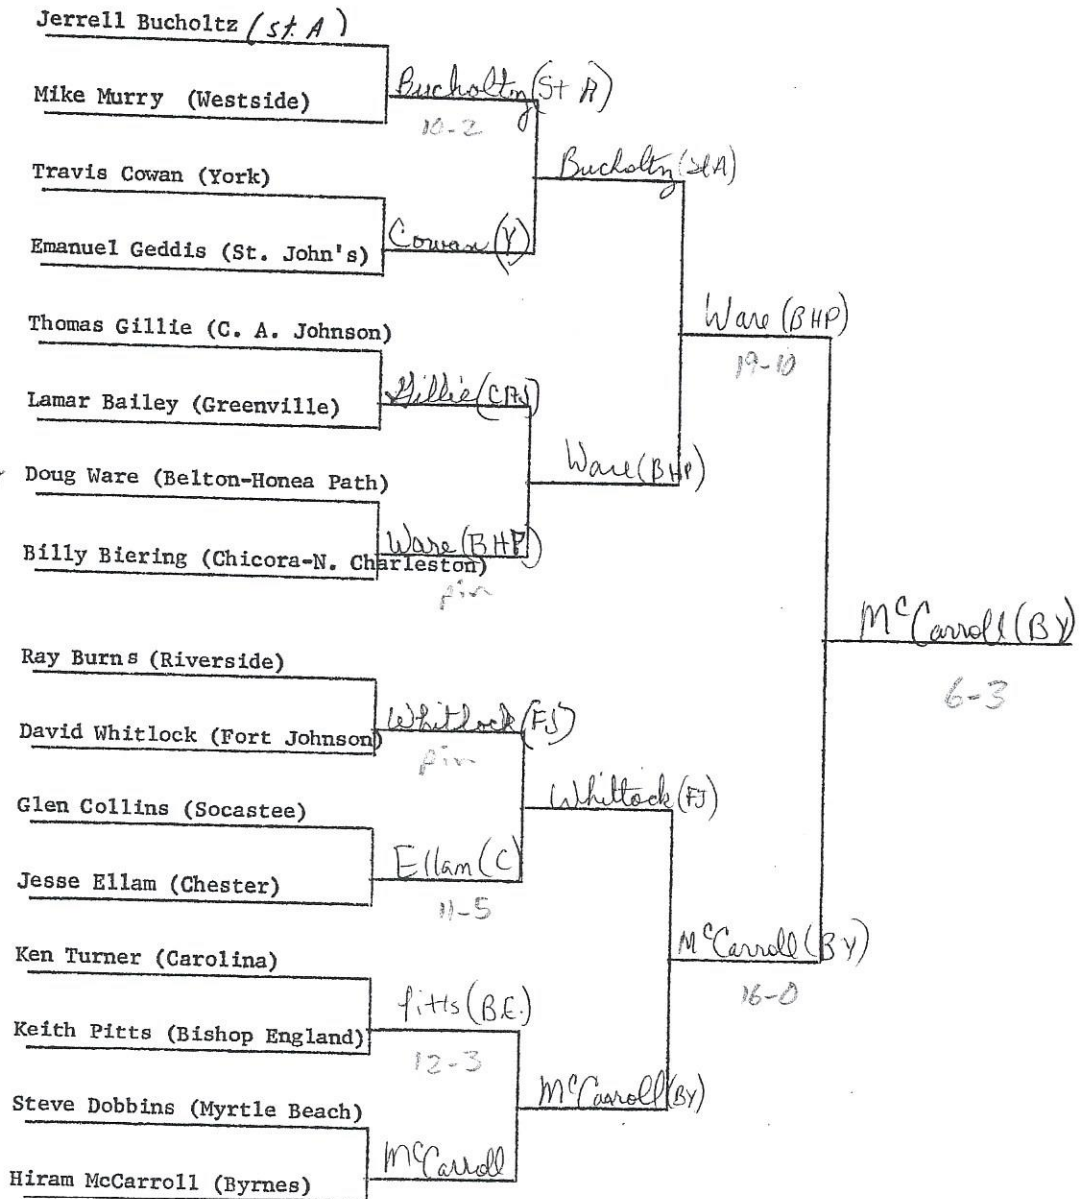 Jerrell Bucholtz (St. A)
Mike Murry (Westside)
Bucholtz (St A)
10-2
Travis Cowan (York)
Bucholtz (St A)
Emanuel Geddis (St. John's)
Cowan (Y)
Thomas Gillie (C. A. Johnson)
Ware (BHP)
19-10
Lamar Bailey (Greenville)
Gillie (CAJ)
Doug Ware (Belton-Honea Path)
Ware (BHP)
Billy Biering (Chicora-N. Charleston)
Ware (BHP)
pin
McCarroll (BY)
6-3
Ray Burns (Riverside)
David Whitlock (Fort Johnson)
Whitlock (FJ)
pin
Glen Collins (Socastee)
Whitlock (FJ)
Jesse Ellam (Chester)
Ellam (C)
11-5
Ken Turner (Carolina)
McCarroll (BY)
16-0
Keith Pitts (Bishop England)
Pitts (B.E.)
12-3
Steve Dobbins (Myrtle Beach)
McCarroll (BY)
Hiram McCarroll (Byrnes)
McCarroll